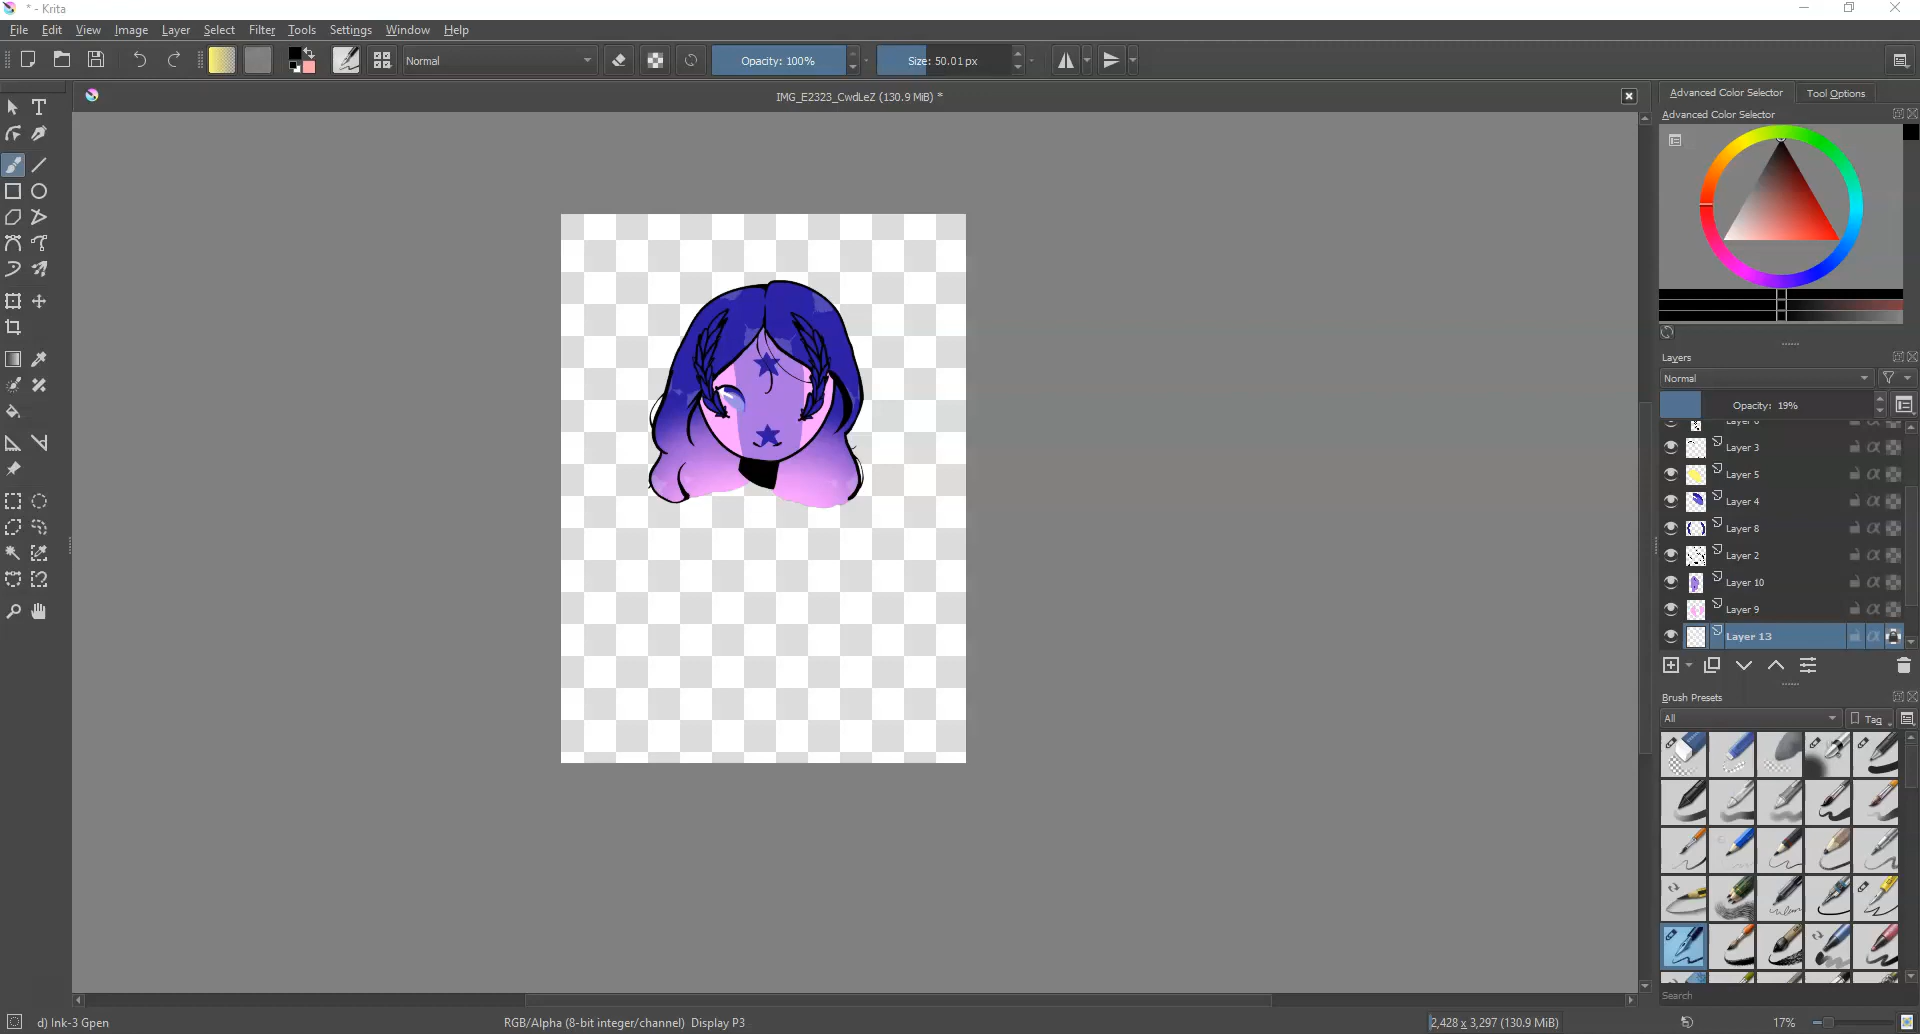 * - Krita
File Edit View Image Layer Select Filter Tools Settings Window Help
Normal
Opacity: 100%
Size: 50.01 px
IMG_E2323_CwdLeZ (130.9 MiB) *
Advanced Color Selector
Tool Options
Advanced Color Selector
Layers
Normal
Opacity: 19%
Layer 3
Layer 5
Layer 4
Layer 8
Layer 2
Layer 10
Layer 9
Layer 13
Brush Presets
All
Tag
Search
d) Ink-3 Gpen
RGB/Alpha (8-bit integer/channel) Display P3
2,428 x 3,297 (130.9 MiB)
17%